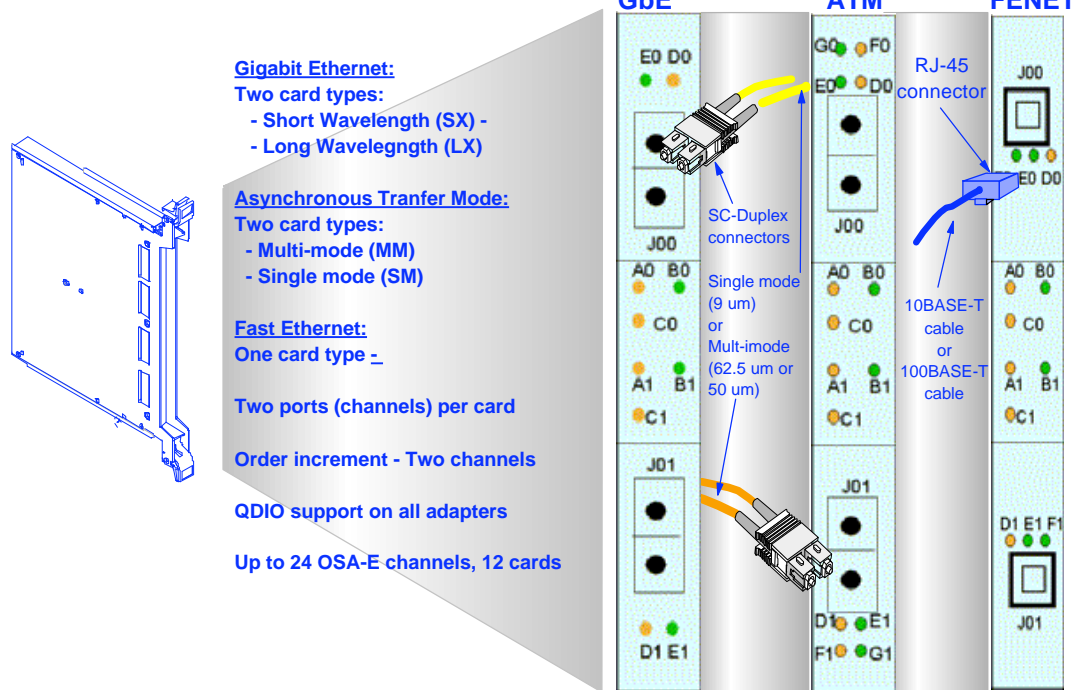 GbE
ATM
FENET
Gigabit Ethernet:
Two card types:
- Short Wavelength (SX) -
- Long Wavelegngth (LX)
Asynchronous Tranfer Mode:
Two card types:
- Multi-mode (MM)
- Single mode (SM)
Fast Ethernet:
One card type -
Two ports (channels) per card
Order increment - Two channels
QDIO support on all adapters
Up to 24 OSA-E channels, 12 cards
E0 D0
J00
A0 B0
C0
A1 B1
C1
J01
D1 E1
SC-Duplex
connectors
Single mode
(9 um)
or
Mult-imode
(62.5 um or
50 um)
G0 F0
E0 D0
J00
A0 B0
C0
A1 B1
C1
J01
D1 E1
F1 G1
RJ-45
connector
10BASE-T
cable
or
100BASE-T
cable
J00
E0 D0
A0 B0
C0
A1 B1
C1
D1 E1 F1
J01